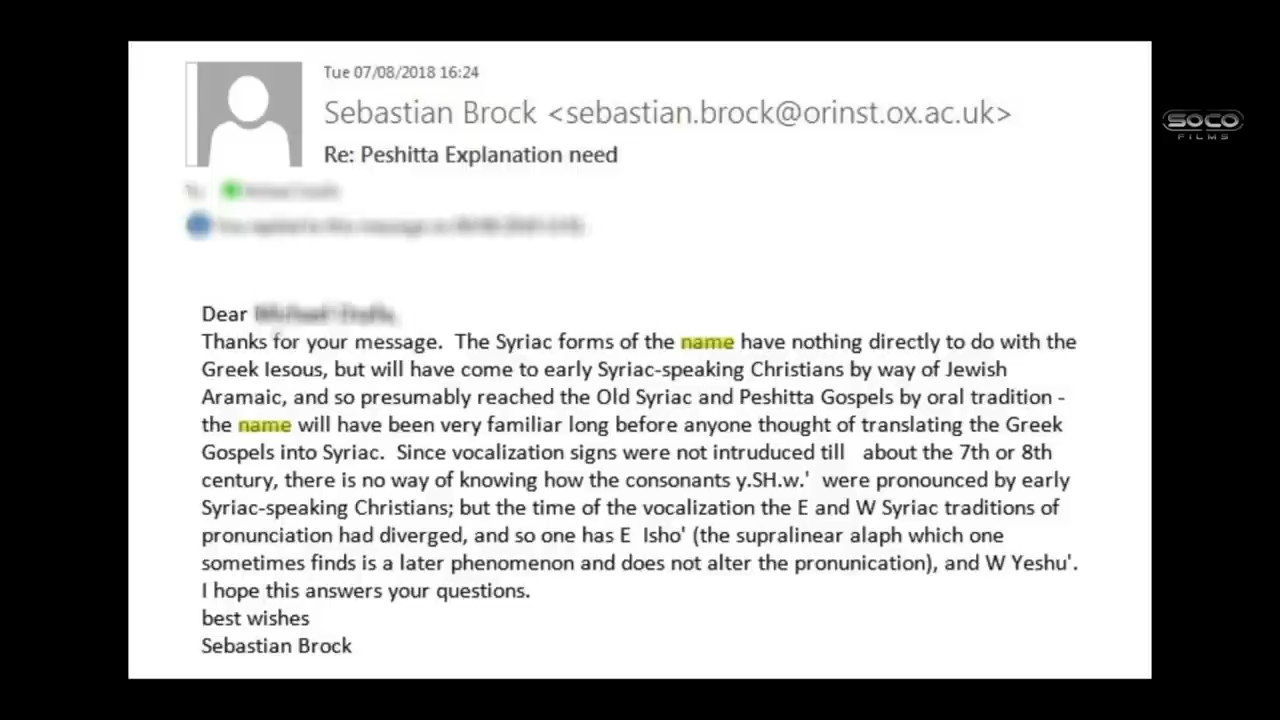 Tue 07/08/2018 16:24
Sebastian Brock <sebastian.brock@orinst.ox.ac.uk>
SOCO
FILMS
Re: Peshitta Explanation need
Dear
Thanks for your message. The Syriac forms of the name have nothing directly to do with the
Greek Iesous, but will have come to early Syriac-speaking Christians by way of Jewish
Aramaic, and so presumably reached the Old Syriac and Peshitta Gospels by oral tradition -
the name will have been very familiar long before anyone thought of translating the Greek
Gospels into Syriac. Since vocalization signs were not intruduced till about the 7th or 8th
century, there is no way of knowing how the consonants y.SH.w.' were pronounced by early
Syriac-speaking Christians; but the time of the vocalization the E and W Syriac traditions of
pronunciation had diverged, and so one has E Isho' (the supralinear alaph which one
sometimes finds is a later phenomenon and does not alter the pronunication), and W Yeshu'.
I hope this answers your questions.
best wishes
Sebastian Brock